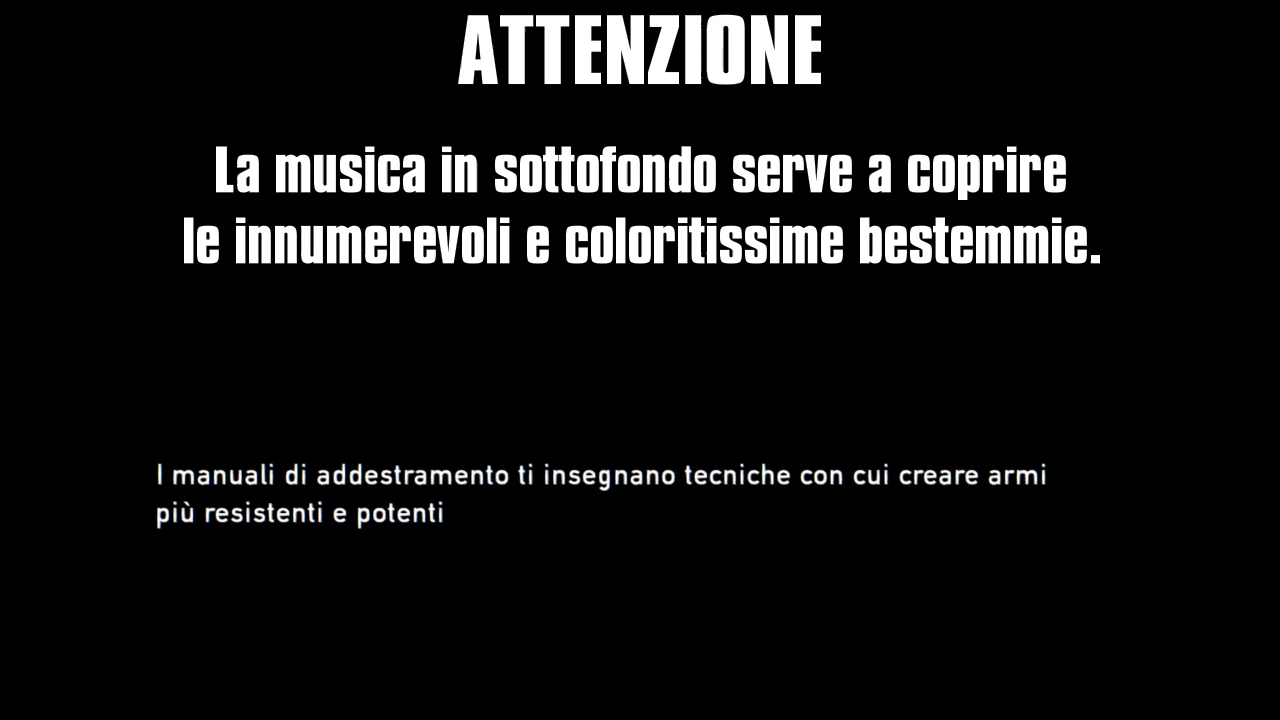 ATTENZIONE
La musica in sottofondo serve a coprire
le innumerevoli e coloritissime bestemmie.
I manuali di addestramento ti insegnano tecniche con cui creare armi
più resistenti e potenti